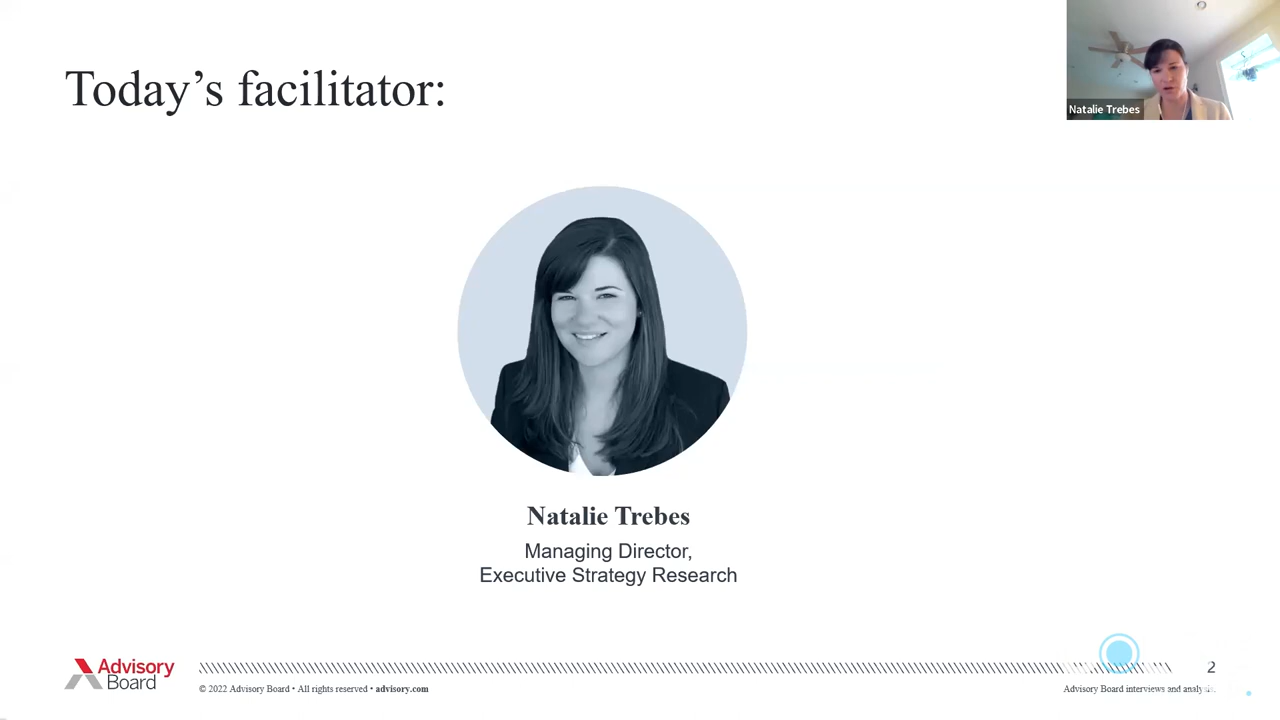 Today’s facilitator:
Natalie Trebes
Natalie Trebes
Managing Director,
Executive Strategy Research
Advisory
Board
© 2022 Advisory Board • All rights reserved • advisory.com
2
Advisory Board interviews and analysis.